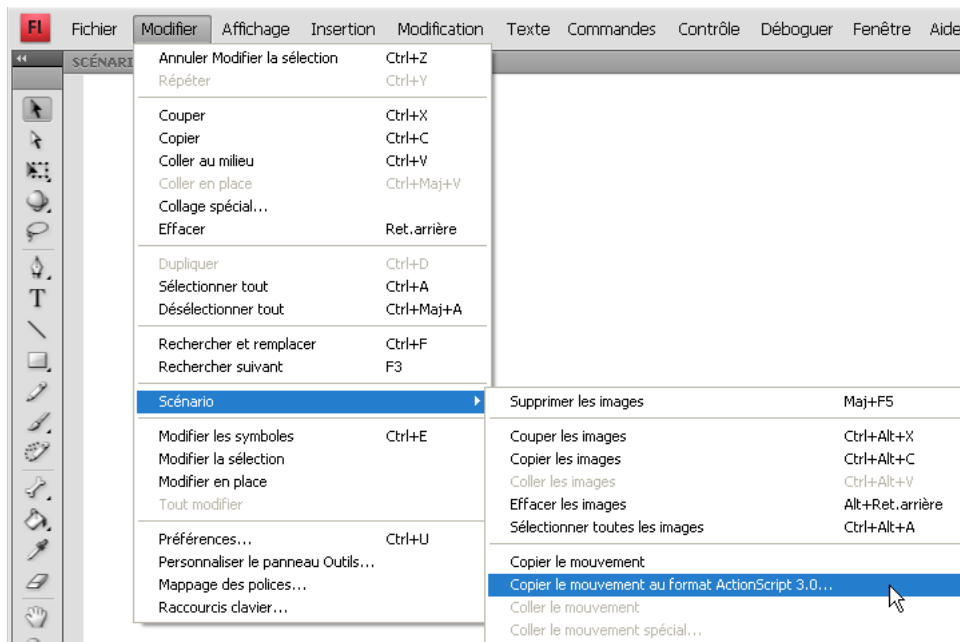 Fl Fichier Modifier Affichage Insertion Modification Texte Commandes Contrôle Déboguer Fenêtre Aide
SCÉNARI
Annuler Modifier la sélection Ctrl+Z
Répéter Ctrl+Y
Couper Ctrl+X
Copier Ctrl+C
Coller au milieu Ctrl+V
Coller en place Ctrl+Maj+V
Collage spécial...
Effacer Ret.arrière
Dupliquer Ctrl+D
Sélectionner tout Ctrl+A
Désélectionner tout Ctrl+Maj+A
Rechercher et remplacer Ctrl+F
Rechercher suivant F3
Scénario
Modifier les symboles Ctrl+E
Modifier la sélection
Modifier en place
Tout modifier
Préférences... Ctrl+U
Personnaliser le panneau Outils...
Mappage des polices...
Raccourcis clavier...
Supprimer les images Maj+F5
Couper les images Ctrl+Alt+X
Copier les images Ctrl+Alt+C
Coller les images Ctrl+Alt+V
Effacer les images Alt+Ret.arrière
Sélectionner toutes les images Ctrl+Alt+A
Copier le mouvement
Copier le mouvement au format ActionScript 3.0...
Coller le mouvement
Coller le mouvement spécial...
T